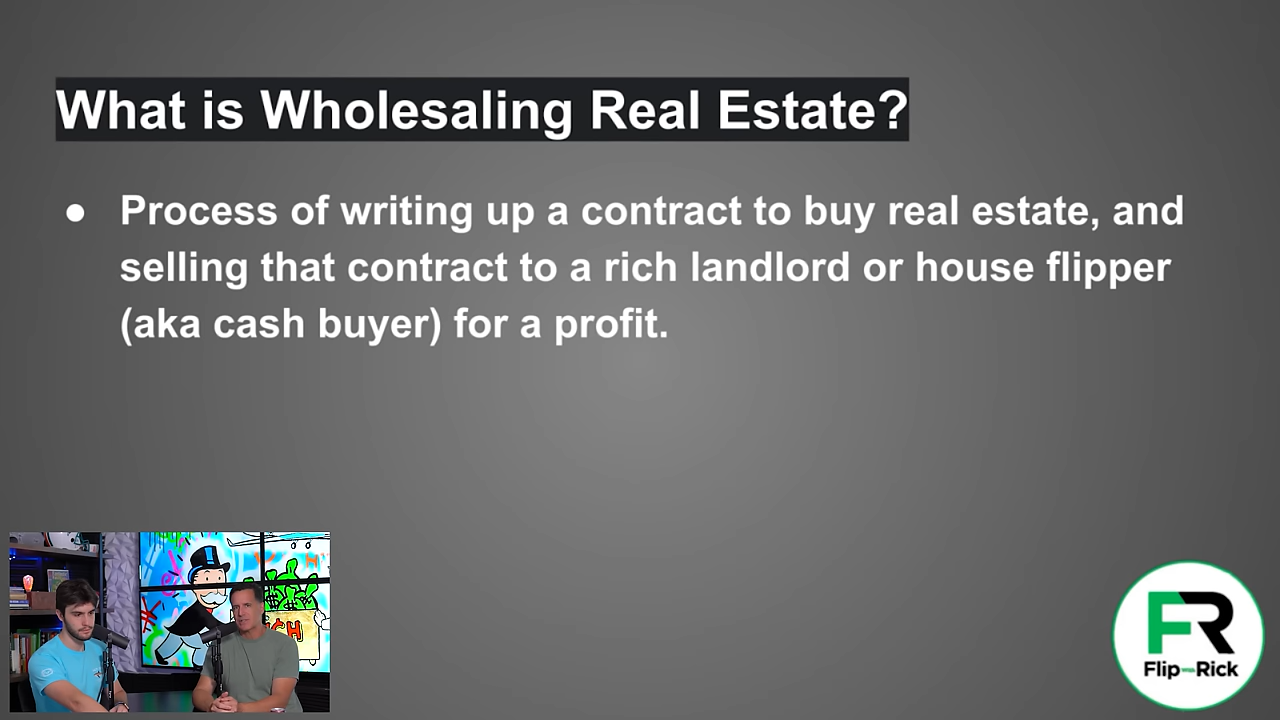 What is Wholesaling Real Estate?
● Process of writing up a contract to buy real estate, and
selling that contract to a rich landlord or house flipper
(aka cash buyer) for a profit.
FR
Flip Rick